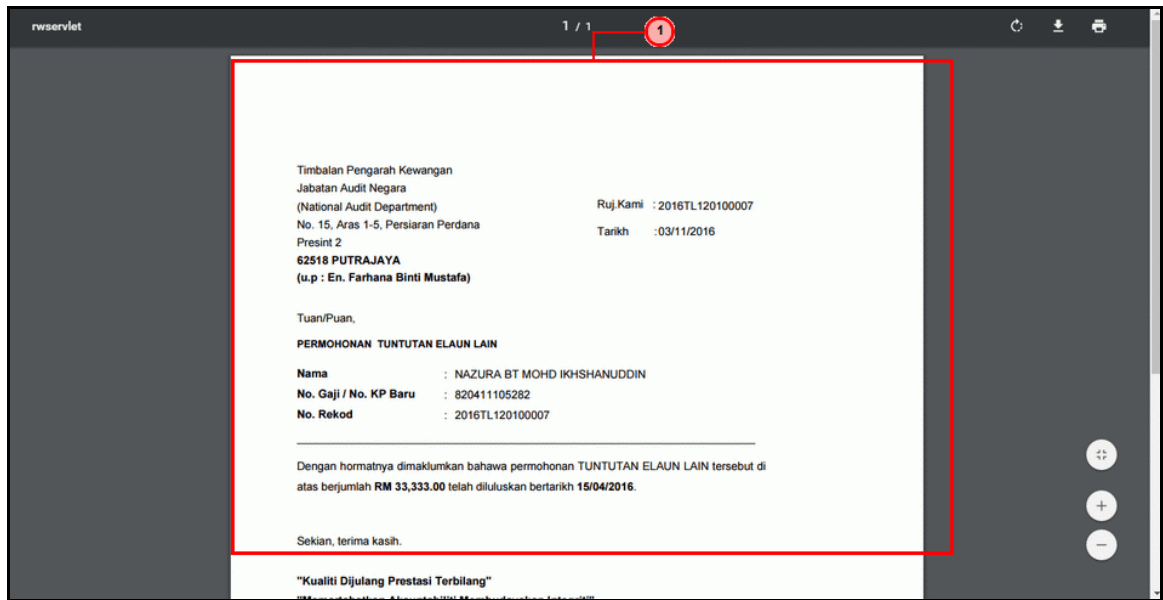 rwservlet
1 / 1
1
Timbalan Pengarah Kewangan
Jabatan Audit Negara
(National Audit Department)
No. 15, Aras 1-5, Persiaran Perdana
Presint 2
62518 PUTRAJAYA
(u.p : En. Farhana Binti Mustafa)
Ruj.Kami : 2016TL120100007
Tarikh :03/11/2016
Tuan/Puan,
PERMOHONAN TUNTUTAN ELAUN LAIN
Nama : NAZURA BT MOHD IKHSHANUDDIN
No. Gaji / No. KP Baru : 820411105282
No. Rekod : 2016TL120100007
Dengan hormatnya dimaklumkan bahawa permohonan TUNTUTAN ELAUN LAIN tersebut di
atas berjumlah RM 33,333.00 telah diluluskan bertarikh 15/04/2016.
Sekian, terima kasih.
"Kualiti Dijulang Prestasi Terbilang"